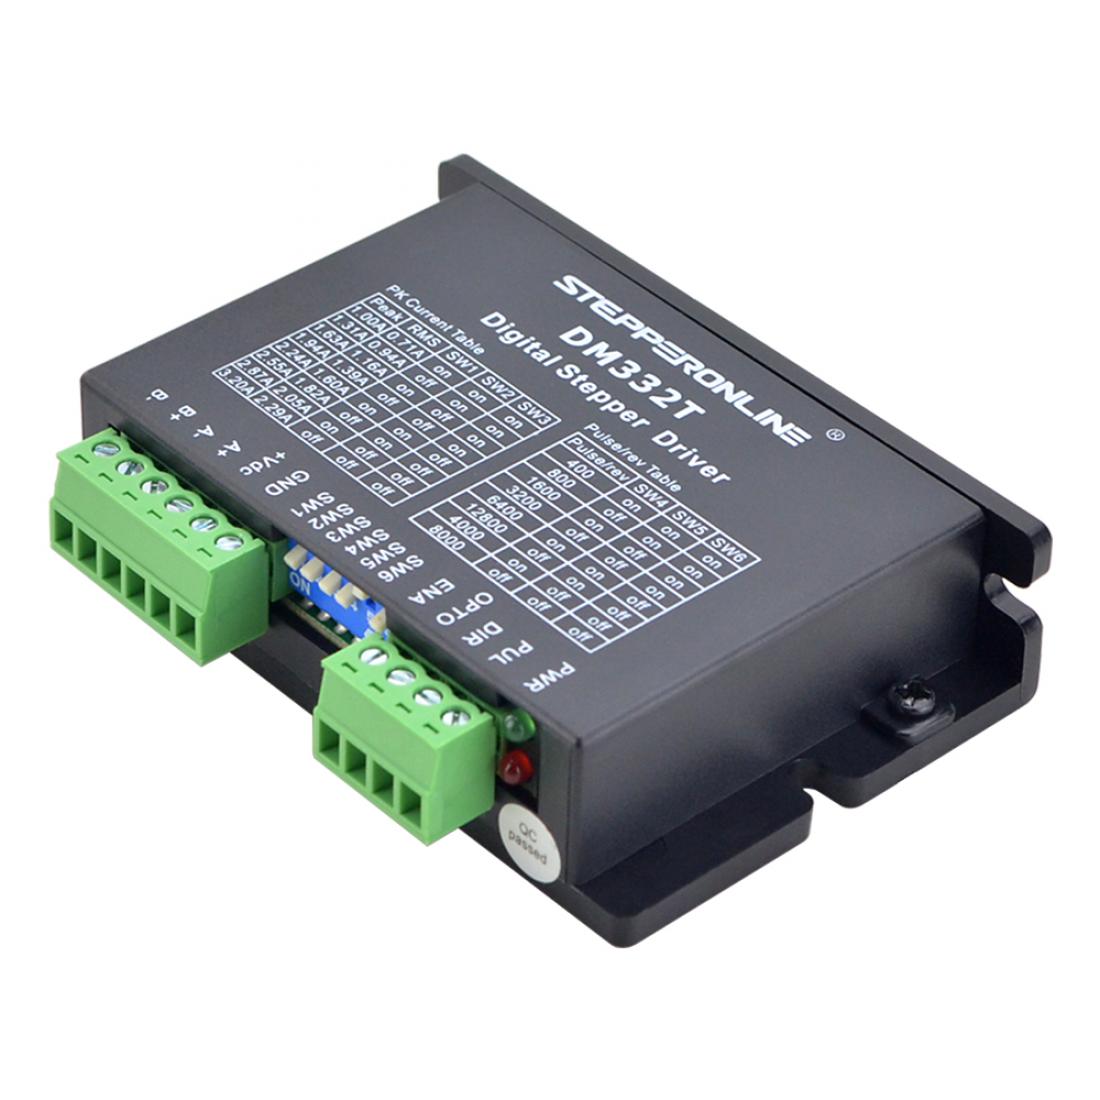 STEPPERONLINE ®
DM332T
Digital Stepper Driver
PK Current Table
Peak RMS SW1 SW2 SW3
1.00A 0.71A on on on
1.31A 0.94A off on on
1.63A 1.16A on off on
1.94A 1.39A off off on
2.24A 1.60A on on off
2.55A 1.82A off on off
2.87A 2.05A on off off
3.20A 2.29A off off off
Pulse/rev Table
Pulse/rev SW4 SW5 SW6
400 on on on
800 off on on
1600 on off on
3200 off off on
6400 on on off
12800 off on off
4000 on off off
8000 off off off
B-
B+
A-
A+
+Vdc
GND
SW1
SW2
SW3
SW4
SW5
SW6
ENA
OPTO
DIR
PUL
PWR
ON
QC
passed